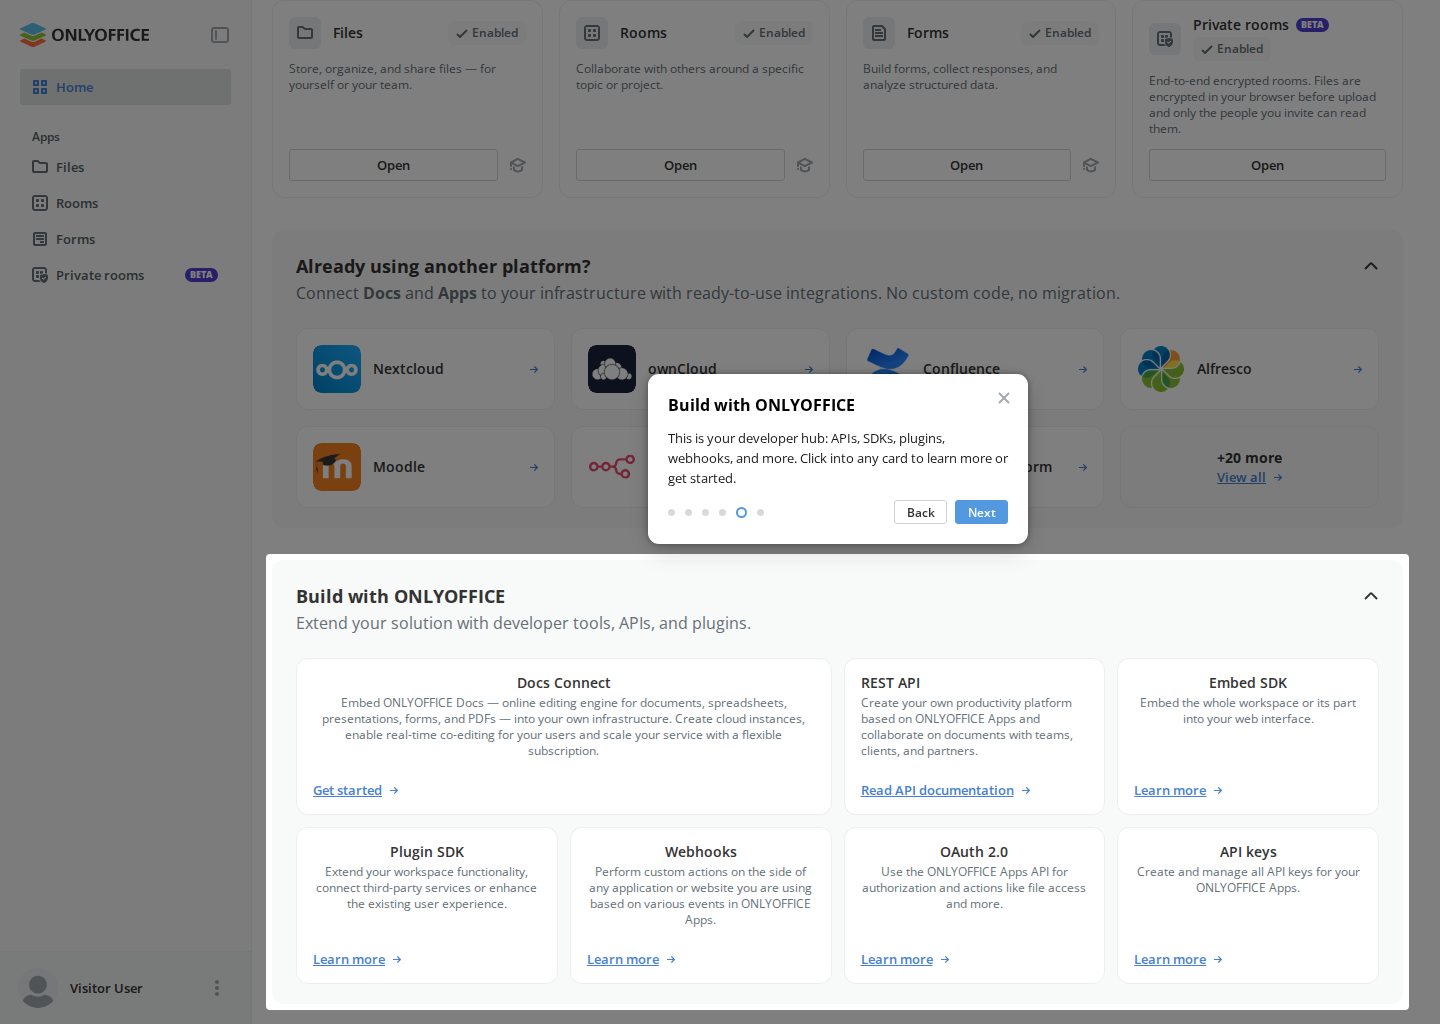 ONLYOFFICE
Home
Apps
Files
Rooms
Forms
Private rooms BETA
Visitor User
Files
Enabled
Store, organize, and share files — for
yourself or your team.
Open
Rooms
Enabled
Collaborate with others around a specific
topic or project.
Open
Forms
Enabled
Build forms, collect responses, and
analyze structured data.
Open
Private rooms BETA
Enabled
End-to-end encrypted rooms. Files are
encrypted in your browser before upload
and only the people you invite can read
them.
Open
Already using another platform?
Connect Docs and Apps to your infrastructure with ready-to-use integrations. No custom code, no migration.
Nextcloud
ownCloud
Confluence
Alfresco
Moodle
orm
+20 more
View all
Build with ONLYOFFICE
This is your developer hub: APIs, SDKs, plugins,
webhooks, and more. Click into any card to learn more or
get started.
Back
Next
Build with ONLYOFFICE
Extend your solution with developer tools, APIs, and plugins.
Docs Connect
Embed ONLYOFFICE Docs — online editing engine for documents, spreadsheets,
presentations, forms, and PDFs — into your own infrastructure. Create cloud instances,
enable real-time co-editing for your users and scale your service with a flexible
subscription.
Get started
REST API
Create your own productivity platform
based on ONLYOFFICE Apps and
collaborate on documents with teams,
clients, and partners.
Read API documentation
Embed SDK
Embed the whole workspace or its part
into your web interface.
Learn more
Plugin SDK
Extend your workspace functionality,
connect third-party services or enhance
the existing user experience.
Learn more
Webhooks
Perform custom actions on the side of
any application or website you are using
based on various events in ONLYOFFICE
Apps.
Learn more
OAuth 2.0
Use the ONLYOFFICE Apps API for
authorization and actions like file access
and more.
Learn more
API keys
Create and manage all API keys for your
ONLYOFFICE Apps.
Learn more